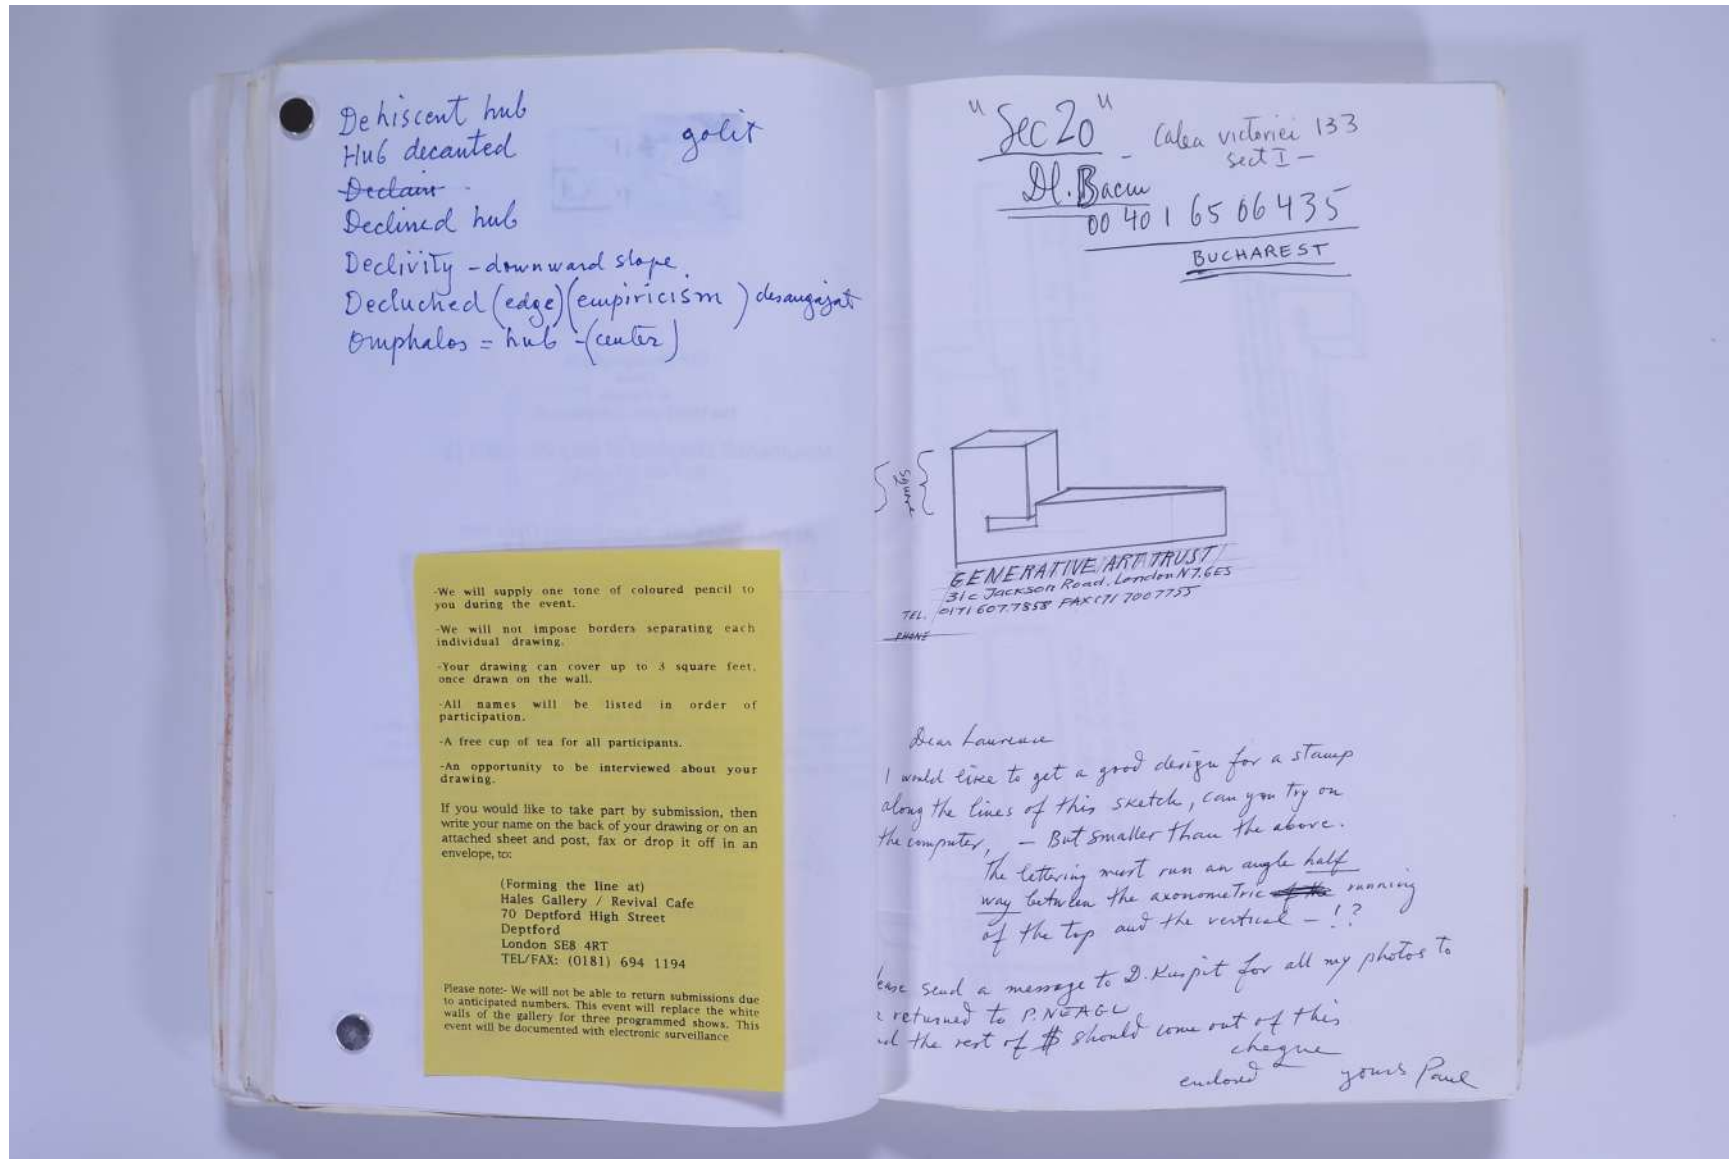 Dehiscent hub
Hub decanted
golit
Declain
Declined hub
Declivity - downward slope.
Decluched (edge) (empiricism) desangajat
Omphalos = hub - (center)
-We will supply one tone of coloured pencil to
you during the event.
-We will not impose borders separating each
individual drawing.
-Your drawing can cover up to 3 square feet,
once drawn on the wall.
-All names will be listed in order of
participation.
-A free cup of tea for all participants.
-An opportunity to be interviewed about your
drawing.
If you would like to take part by submission, then
write your name on the back of your drawing or on an
attached sheet and post, fax or drop it off in an
envelope, to:
(Forming the line at)
Hales Gallery / Revival Cafe
70 Deptford High Street
Deptford
London SE8 4RT
TEL/FAX: (0181) 694 1194
Please note:- We will not be able to return submissions due
to anticipated numbers. This event will replace the white
walls of the gallery for three programmed shows. This
event will be documented with electronic surveillance
"Sec 20"
- Calea victoriei 133
sect I -
Dl. Bacu
00 40 1 65 06 435
BUCHAREST
square
GENERATIVE ART TRUST
31c Jackson Road. London N7.6ES
TEL. 0171 607.7858 FAX 171 7007755
PHONE
Dear Laurence
I would like to get a good design for a stamp
along the lines of this sketch, can you try on
the computer, - But smaller than the above.
The lettering must run an angle half
way between the axonometric running
of the top and the vertical - !?
ease send a message to D. Kuspit for all my photos to
returned to P. NEAGU
the rest of $ should come out of this
cheque
enclosed yours Paul